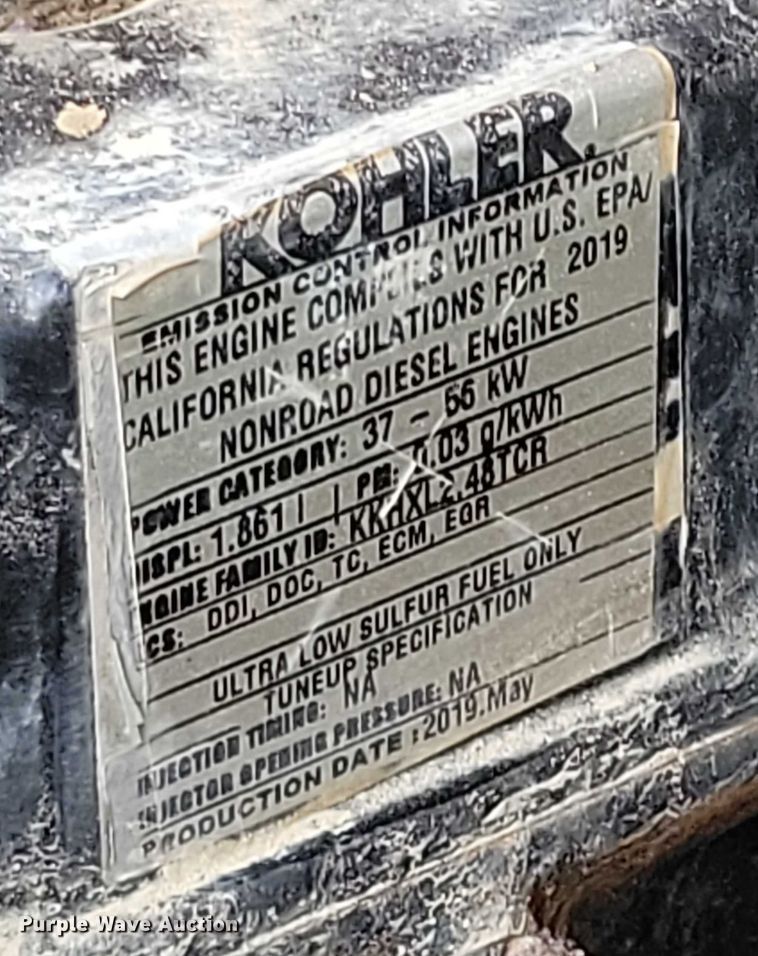 KOHLER.
EMISSION CONTROL INFORMATION
THIS ENGINE COMPLIES WITH U.S. EPA/
CALIFORNIA REGULATIONS FOR 2019
NONROAD DIESEL ENGINES
POWER CATEGORY: 37 - 56 kW
DISPL: 1.861 l | PM: 0.03 g/kWh
ENGINE FAMILY ID: KKHXL2.48TCR
ECS: DDI, DOC, TC, ECM, EGR
ULTRA LOW SULFUR FUEL ONLY
TUNEUP SPECIFICATION
INJECTION TIMING: NA
INJECTOR OPENING PRESSURE: NA
PRODUCTION DATE : 2019.May
Purple Wave Auction